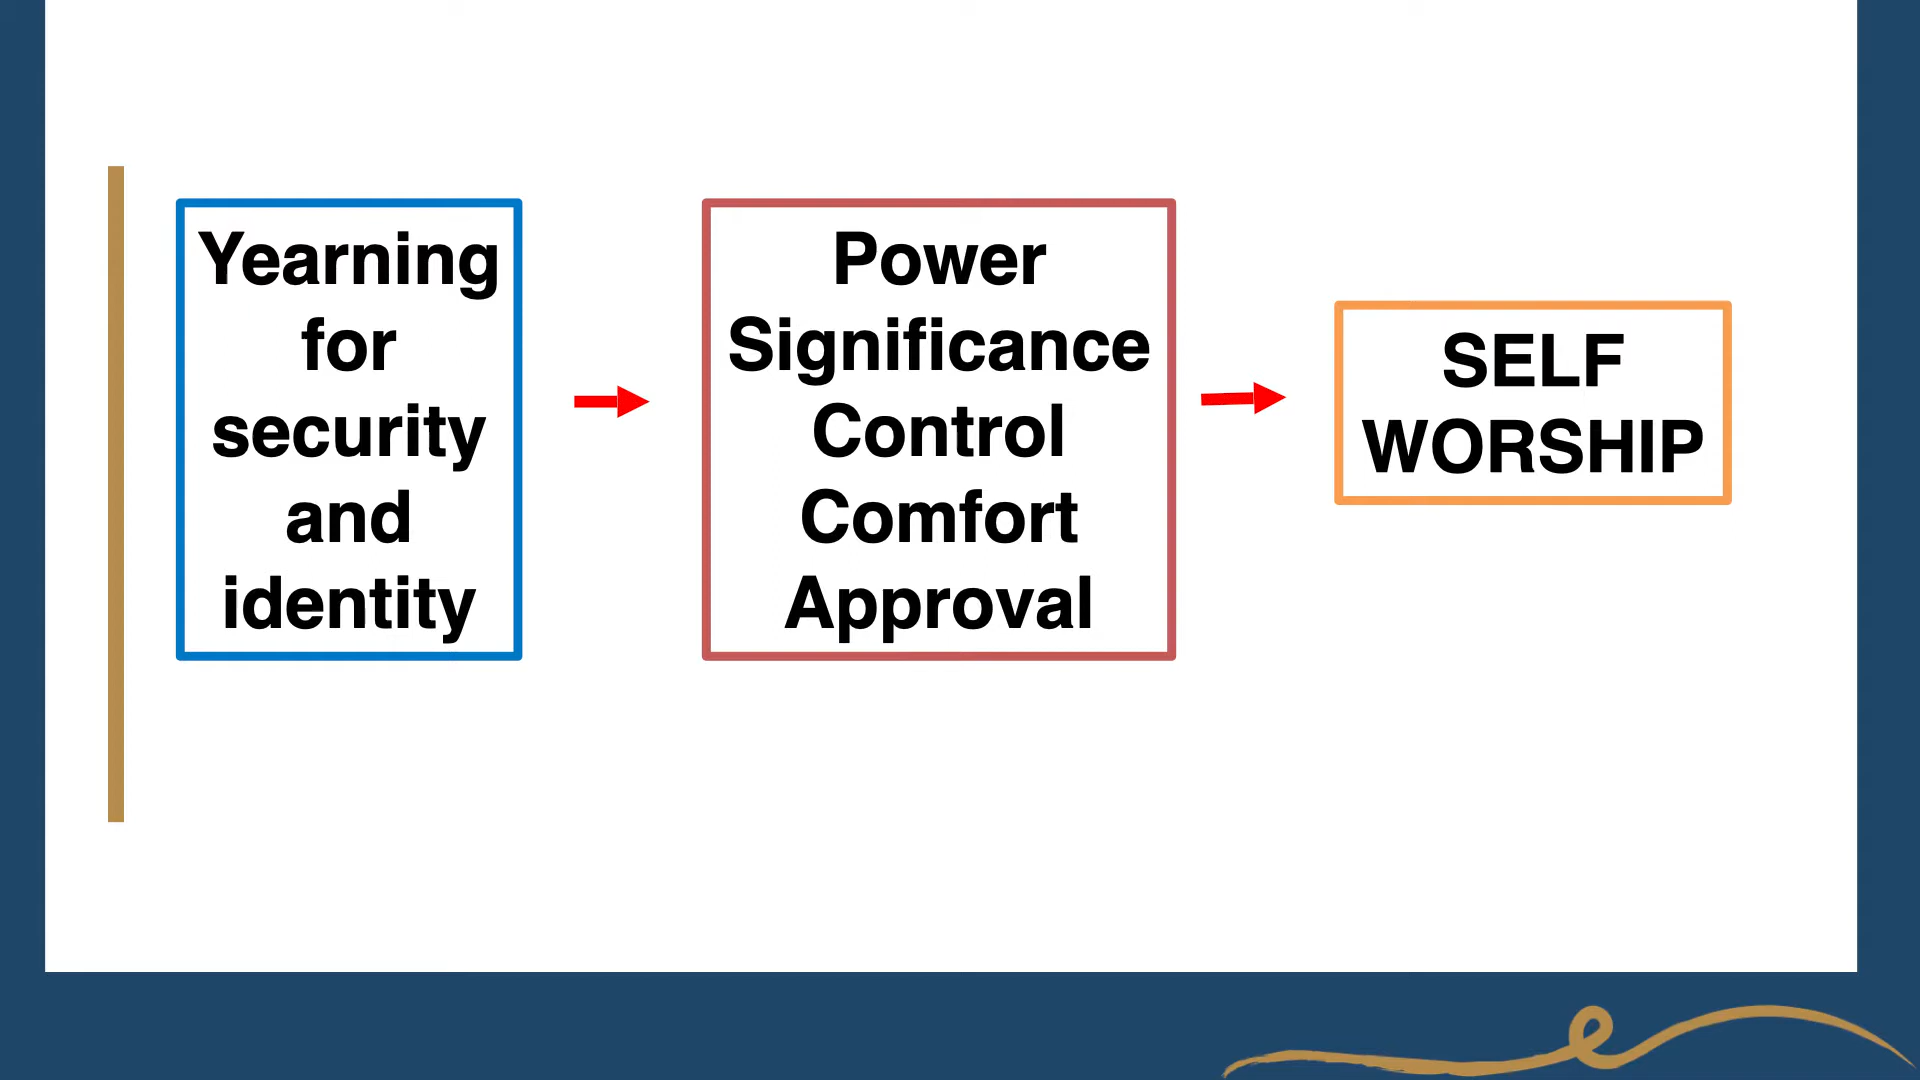 Yearning
for
security
and
identity
Power
Significance
Control
Comfort
Approval
SELF
WORSHIP